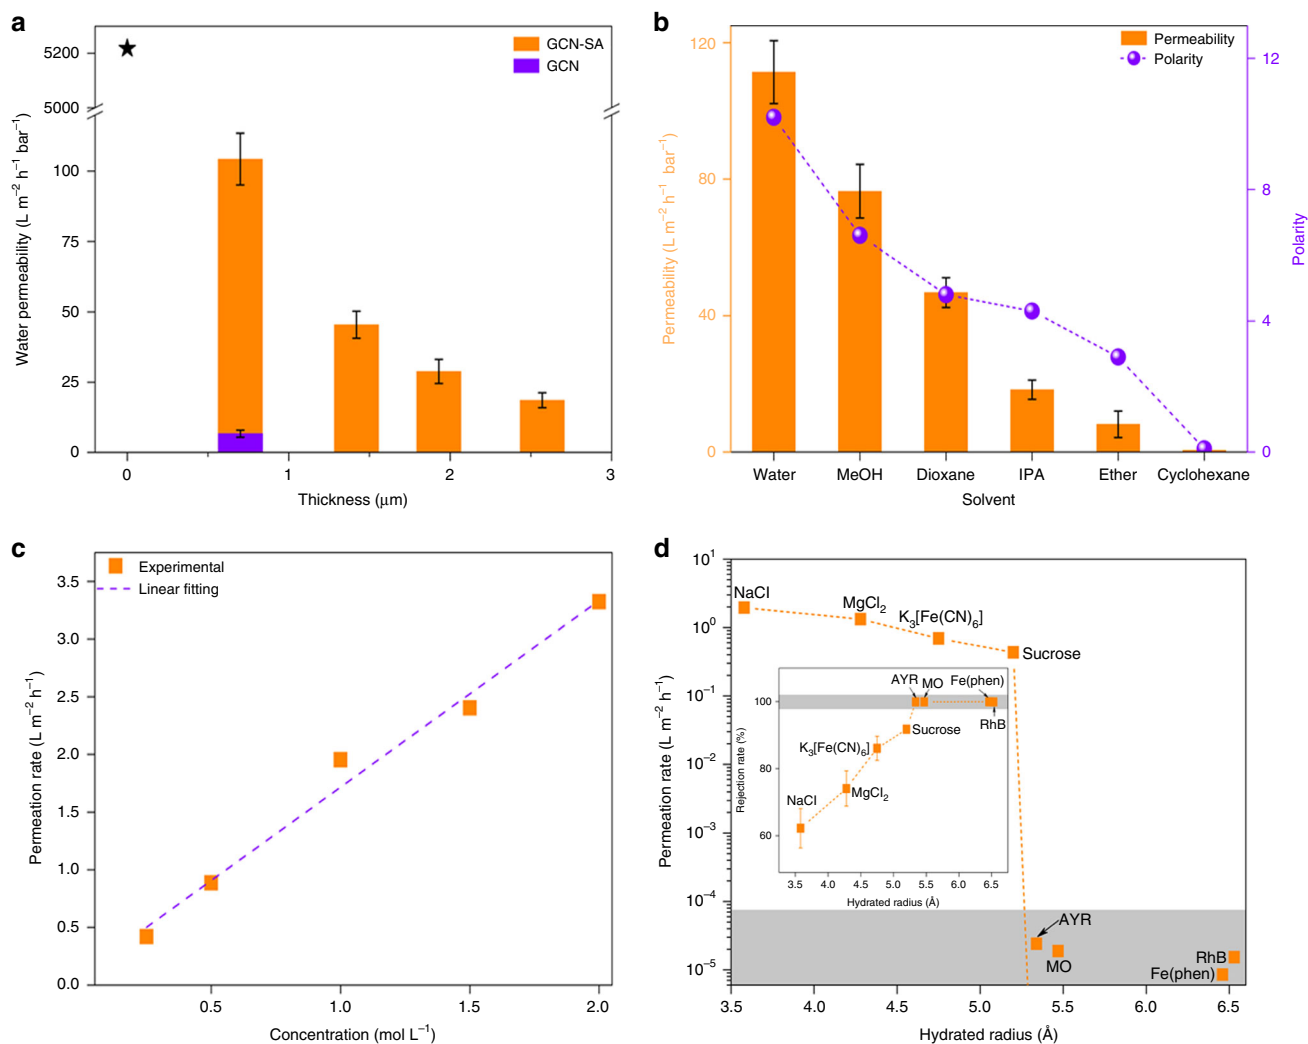 a
5200
5000
100
75
50
25
0
Water permeability (L m⁻² h⁻¹ bar⁻¹)
GCN-SA
GCN
0 1 2 3
Thickness (μm)
b
120
80
40
0
Permeability (L m⁻² h⁻¹ bar⁻¹)
Permeability
Polarity
12
8
4
0
Polarity
Water MeOH Dioxane IPA Ether Cyclohexane
Solvent
c
3.5
3.0
2.5
2.0
1.5
1.0
0.5
0.0
Permeation rate (L m⁻² h⁻¹)
Experimental
Linear fitting
0.5 1.0 1.5 2.0
Concentration (mol L⁻¹)
d
10¹
10⁰
10⁻¹
10⁻²
10⁻³
10⁻⁴
10⁻⁵
Permeation rate (L m⁻² h⁻¹)
NaCl
MgCl₂
K₃[Fe(CN)₆]
Sucrose
AYR
MO
RhB
Fe(phen)
100
80
60
Rejection rate (%)
AYR MO Fe(phen)
RhB
Sucrose
K₃[Fe(CN)₆]
MgCl₂
NaCl
3.5 4.0 4.5 5.0 5.5 6.0 6.5
Hydrated radius (Å)
3.5 4.0 4.5 5.0 5.5 6.0 6.5
Hydrated radius (Å)